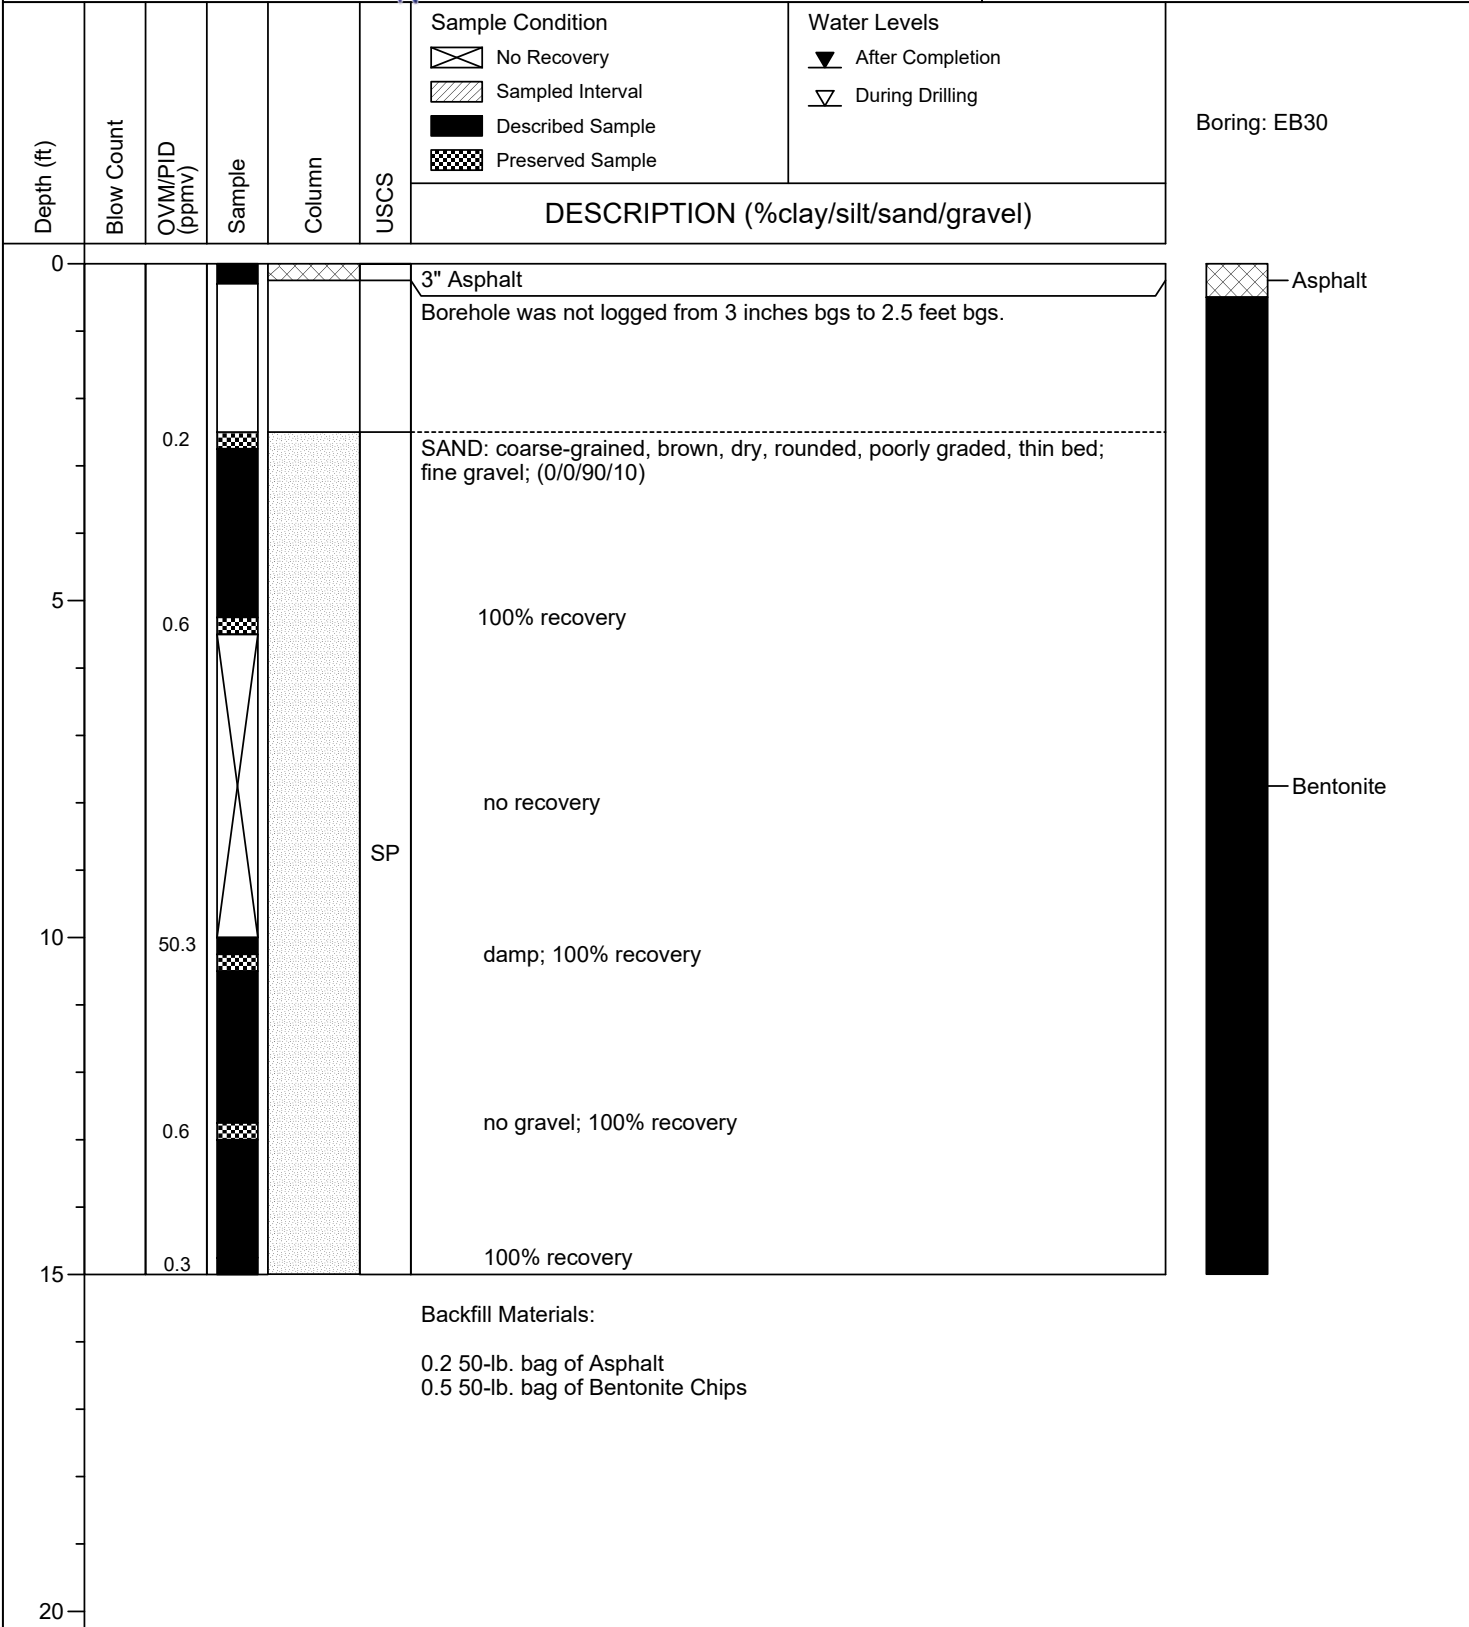 Sample Condition
No Recovery
Sampled Interval
Described Sample
Preserved Sample
Water Levels
After Completion
During Drilling
Boring: EB30
Depth (ft)
Blow Count
OVM/PID
(ppmv)
Sample
Column
USCS
DESCRIPTION (%clay/silt/sand/gravel)
0
3" Asphalt
Asphalt
Borehole was not logged from 3 inches bgs to 2.5 feet bgs.
0.2
SAND: coarse-grained, brown, dry, rounded, poorly graded, thin bed;
fine gravel; (0/0/90/10)
5
0.6
100% recovery
Bentonite
no recovery
SP
10
50.3
damp; 100% recovery
0.6
no gravel; 100% recovery
0.3
100% recovery
15
Backfill Materials:
0.2 50-lb. bag of Asphalt
0.5 50-lb. bag of Bentonite Chips
20